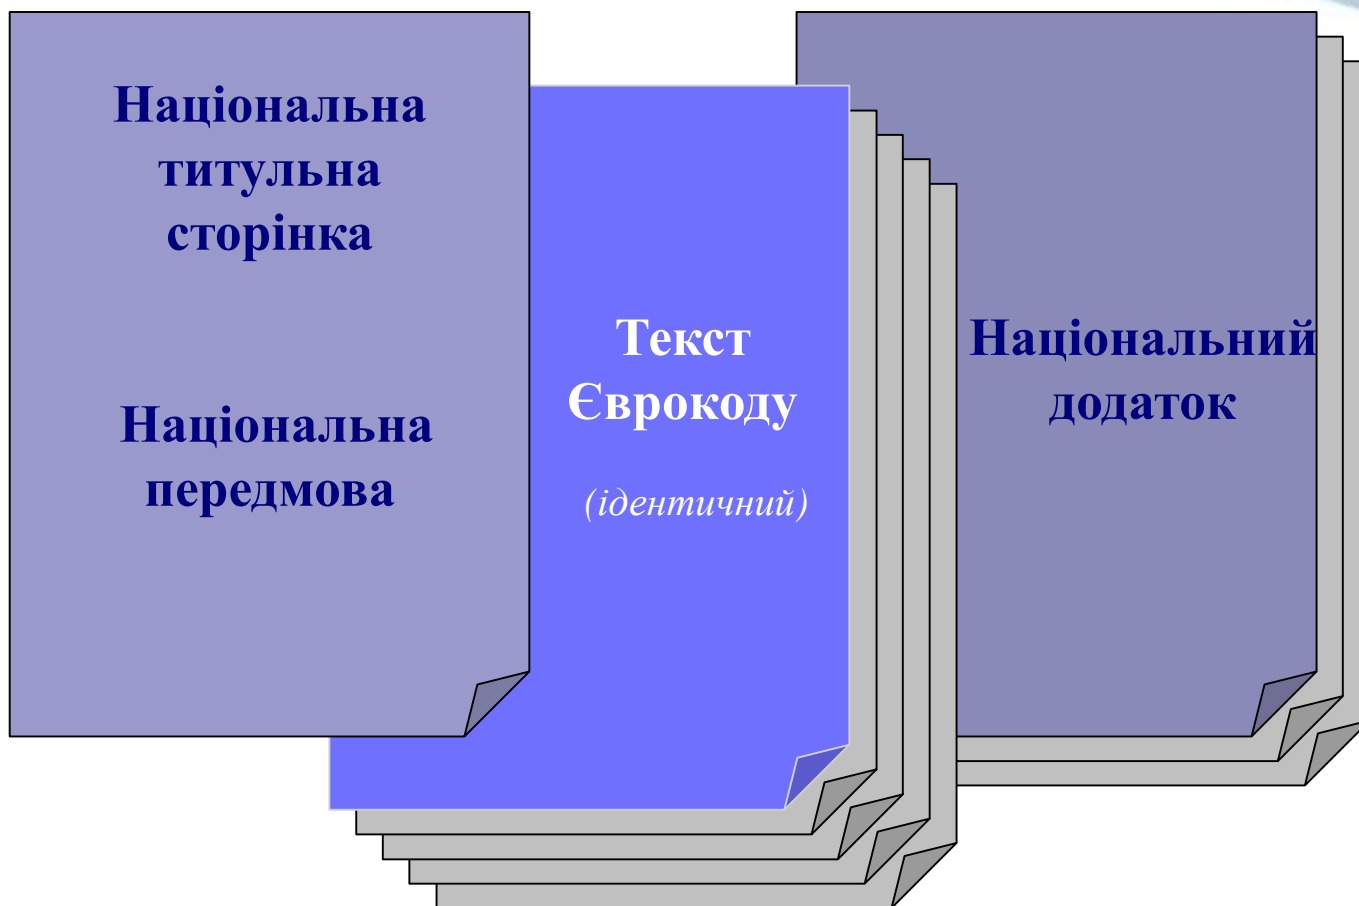 Національна
титульна
сторінка
Національна
передмова
Текст
Єврокоду
(ідентичний)
Національний
додаток